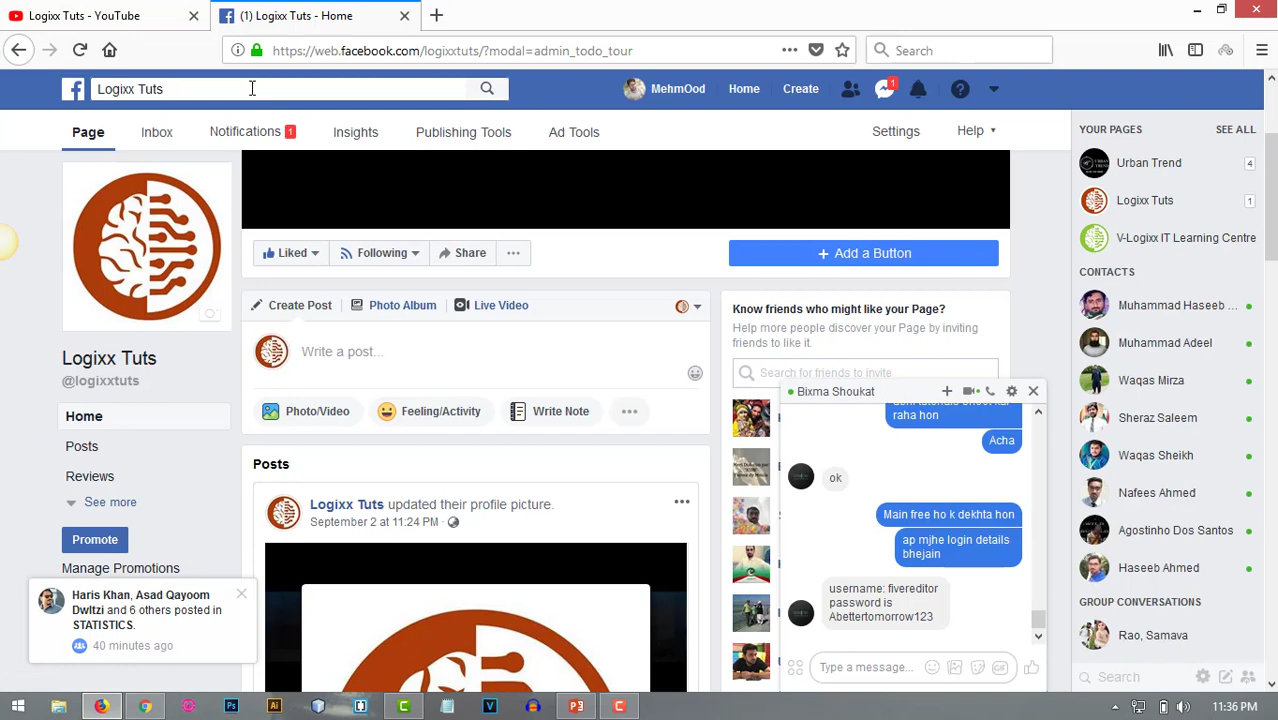 Logixx Tuts - YouTube
(1) Logixx Tuts - Home
https://web.facebook.com/logixxtuts/?modal=admin_todo_tour
Search
Logixx Tuts
MehmOod
Home
Create
1
Page
Inbox
Notifications 1
Insights
Publishing Tools
Ad Tools
Settings
Help
YOUR PAGES
SEE ALL
Urban Trend
4
Logixx Tuts
1
V-Logixx IT Learning Centre
CONTACTS
Muhammad Haseeb ...
Muhammad Adeel
Waqas Mirza
Sheraz Saleem
Waqas Sheikh
Nafees Ahmed
Agostinho Dos Santos
Haseeb Ahmed
GROUP CONVERSATIONS
Rao, Samava
Search
Liked
Following
Share
+ Add a Button
Logixx Tuts
@logixxtuts
Home
Posts
Reviews
See more
Promote
Manage Promotions
Create Post
Photo Album
Live Video
Write a post...
Photo/Video
Feeling/Activity
Write Note
Posts
Logixx Tuts updated their profile picture.
September 2 at 11:24 PM
Know friends who might like your Page?
Help more people discover your Page by inviting
friends to like it.
Search for friends to invite
Bixma Shoukat
raha hon
Acha
ok
Main free ho k dekhta hon
ap mjhe login details
bhejain
username: fivereditor
password is
Abettertomorrow123
Type a message...
GIF
Haris Khan, Asad Qayoom
Dwltzi and 6 others posted in
STATISTICS.
40 minutes ago
11:36 PM